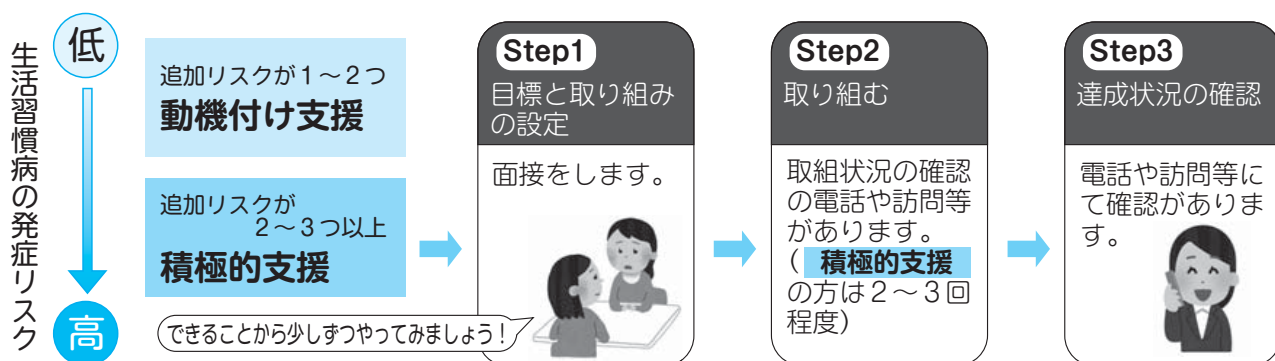 生活習慣病の発症リスク
低
高
追加リスクが1～2つ
動機付け支援
追加リスクが
2～3つ以上
積極的支援
できることから少しずつやってみましょう！
Step1
目標と取り組み
の設定
面接をします。
Step2
取り組む
取組状況の確認
の電話や訪問等
があります。
(積極的支援
の方は2～3回
程度)
Step3
達成状況の確認
電話や訪問等に
て確認がありま
す。